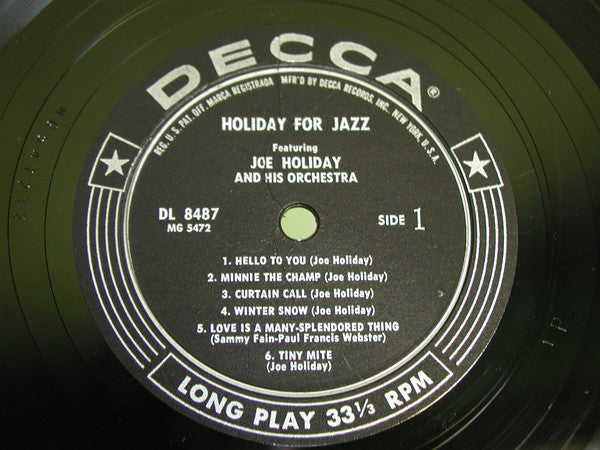 DECCA®
REG. U.S. PAT. OFF. MARCA REGISTRADA MFR'D BY DECCA RECORDS, INC., NEW YORK, U.S.A.
HOLIDAY FOR JAZZ
Featuring
JOE HOLIDAY
AND HIS ORCHESTRA
DL 8487
MG 5472
SIDE 1
1. HELLO TO YOU (Joe Holiday)
2. MINNIE THE CHAMP (Joe Holiday)
3. CURTAIN CALL (Joe Holiday)
4. WINTER SNOW (Joe Holiday)
5. LOVE IS A MANY-SPLENDORED THING
(Sammy Fain-Paul Francis Webster)
6. TINY MITE
(Joe Holiday)
LONG PLAY 33⅓ RPM